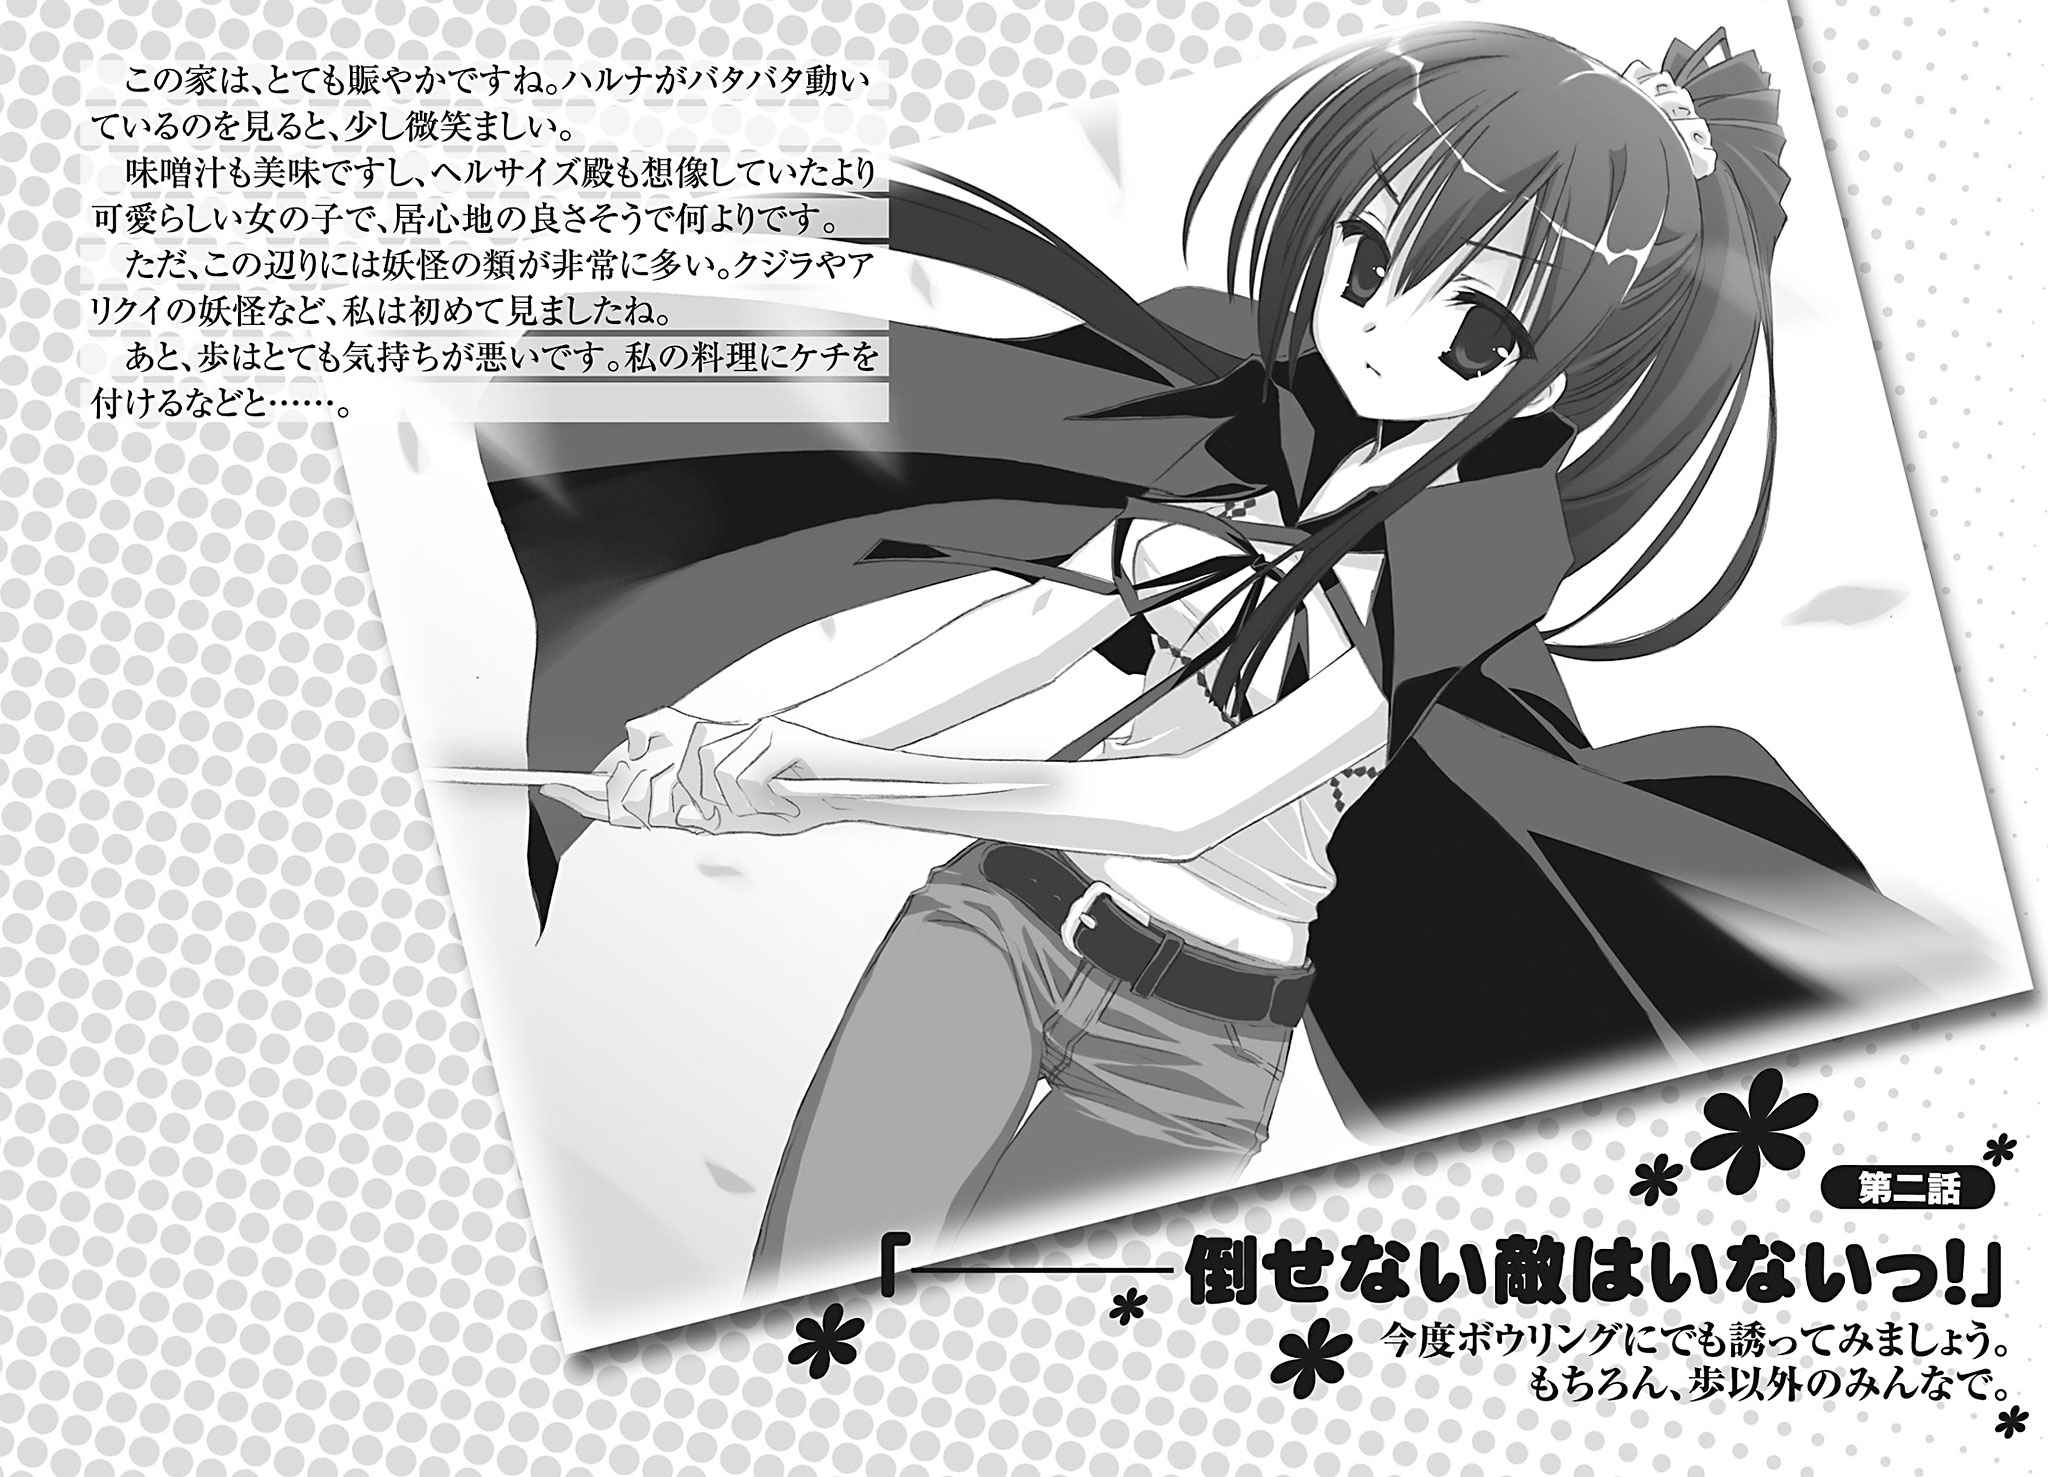 この家は、とても賑やかですね。ハルナがバタバタ動い
ているのを見ると、少し微笑ましい。
味噌汁も美味ですし、ヘルサイズ殿も想像していたより
可愛らしい女の子で、居心地の良さそうで何よりです。
ただ、この辺りには妖怪の類が非常に多い。クジラやア
リクイの妖怪など、私は初めて見ましたね。
あと、歩はとても気持ちが悪いです。私の料理にケチを
付けるなどと……。
第二話
「―――倒せない敵はいないっ!」
今度ボウリングにでも誘ってみましょう。
もちろん、歩以外のみんなで。